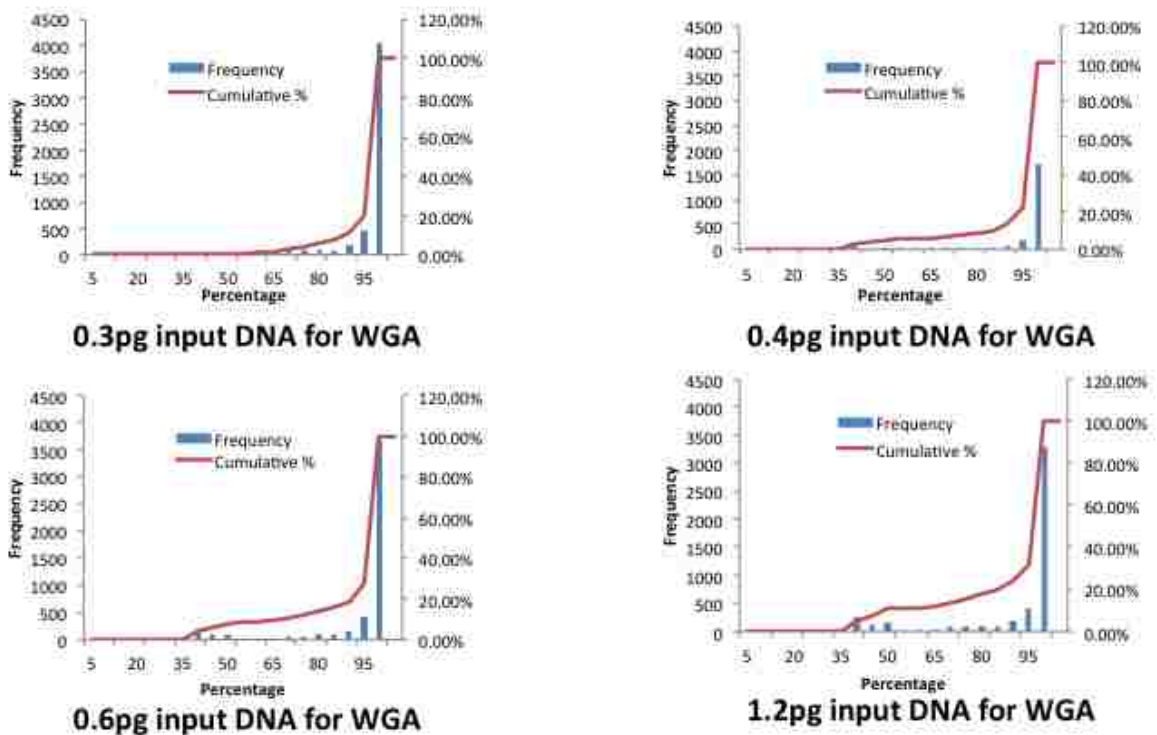 4500
4000
3500
3000
2500
2000
1500
1000
500
0
Frequency
120.00%
100.00%
80.00%
60.00%
40.00%
20.00%
0.00%
Frequency
Cumulative %
5 20 35 50 65 80 95
Percentage
0.3pg input DNA for WGA
4500
4000
3500
3000
2500
2000
1500
1000
500
0
Frequency
120.00%
100.00%
80.00%
60.00%
40.00%
20.00%
0.00%
Frequency
Cumulative %
5 20 35 50 65 80 95
Percentage
0.4pg input DNA for WGA
4500
4000
3500
3000
2500
2000
1500
1000
500
0
Frequency
120.00%
100.00%
80.00%
60.00%
40.00%
20.00%
0.00%
Frequency
Cumulative %
5 20 35 50 65 80 95
Percentage
0.6pg input DNA for WGA
4500
4000
3500
3000
2500
2000
1500
1000
500
0
Frequency
120.00%
100.00%
80.00%
60.00%
40.00%
20.00%
0.00%
Frequency
Cumulative %
5 20 35 50 65 80 95
Percentage
1.2pg input DNA for WGA